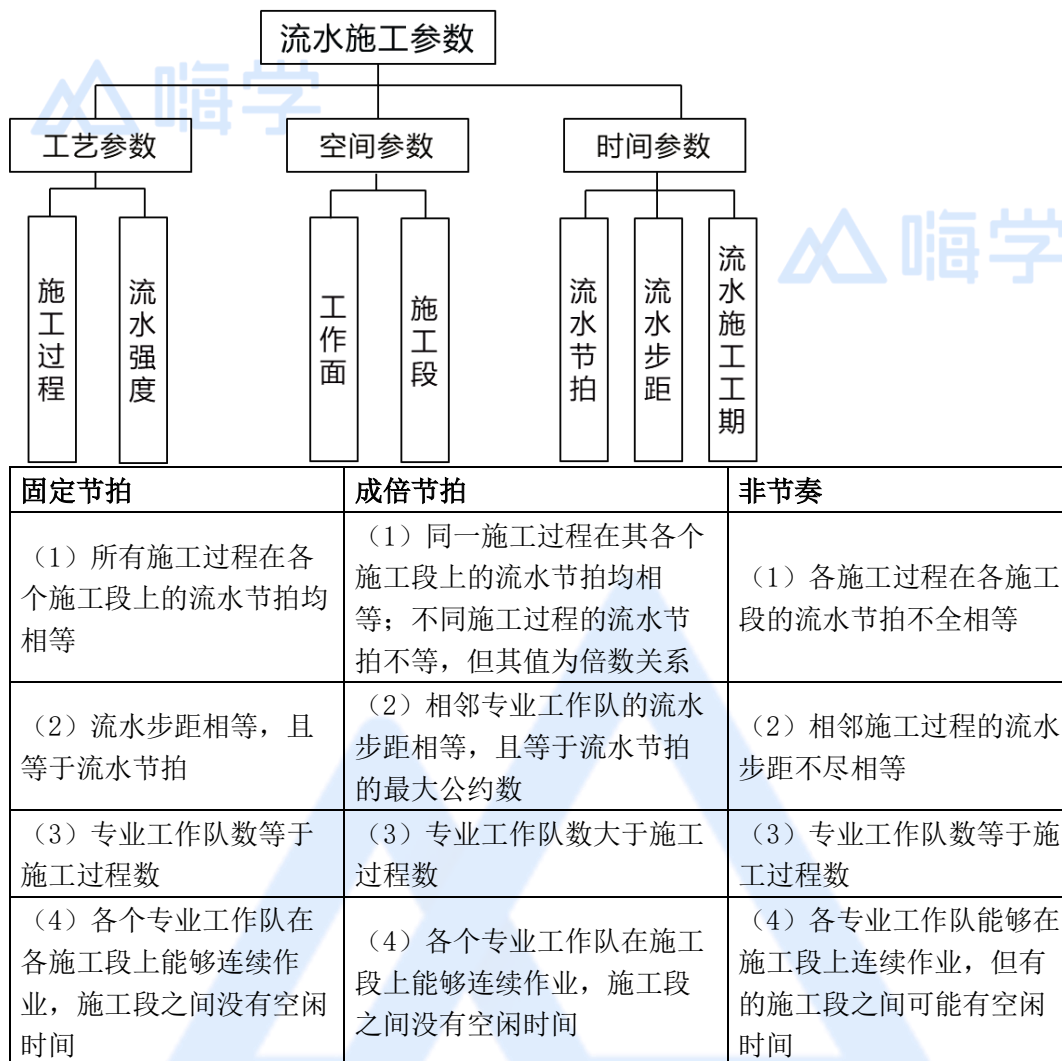 流水施工参数
嗨学
工艺参数
空间参数
时间参数
施工过程
流水强度
工作面
施工段
流水节拍
流水步距
流水施工工期
嗨学
固定节拍
成倍节拍
非节奏
（1）所有施工过程在各
个施工段上的流水节拍均
相等
（1）同一施工过程在其各个
施工段上的流水节拍均相
等；不同施工过程的流水节
拍不等，但其值为倍数关系
（1）各施工过程在各施工
段的流水节拍不全相等
（2）流水步距相等，且
等于流水节拍
（2）相邻专业工作队的流水
步距相等，且等于流水节拍
的最大公约数
（2）相邻施工过程的流水
步距不尽相等
（3）专业工作队数等于
施工过程数
（3）专业工作队数大于施工
过程数
（3）专业工作队数等于施
工过程数
（4）各个专业工作队在
各施工段上能够连续作
业，施工段之间没有空闲
时间
（4）各个专业工作队在施工
段上能够连续作业，施工段
之间没有空闲时间
（4）各专业工作队能够在
施工段上连续作业，但有
的施工段之间可能有空闲
时间